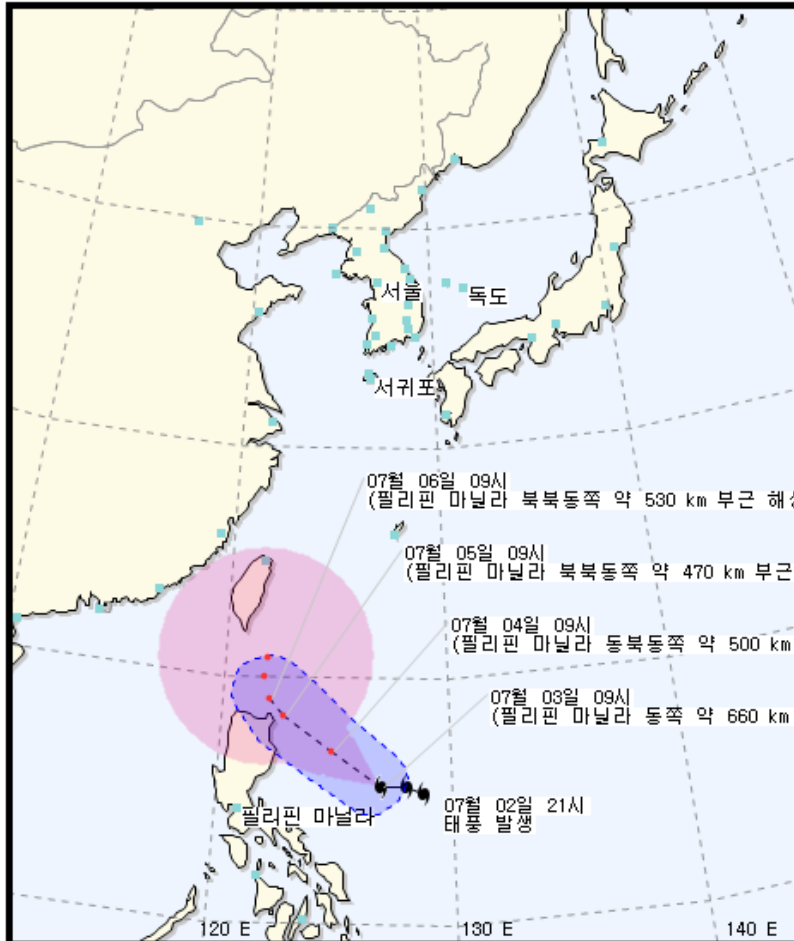 서울
독도
서귀포
07월 06일 09시
(필리핀 마닐라 북북동쪽 약 530 km 부근 해상
07월 05일 09시
(필리핀 마닐라 북북동쪽 약 470 km 부근
07월 04일 09시
(필리핀 마닐라 동북동쪽 약 500 km
07월 03일 09시
(필리핀 마닐라 동쪽 약 660 km
07월 02일 21시
태풍 발생
필리핀 마닐라
120 E
130 E
140 E